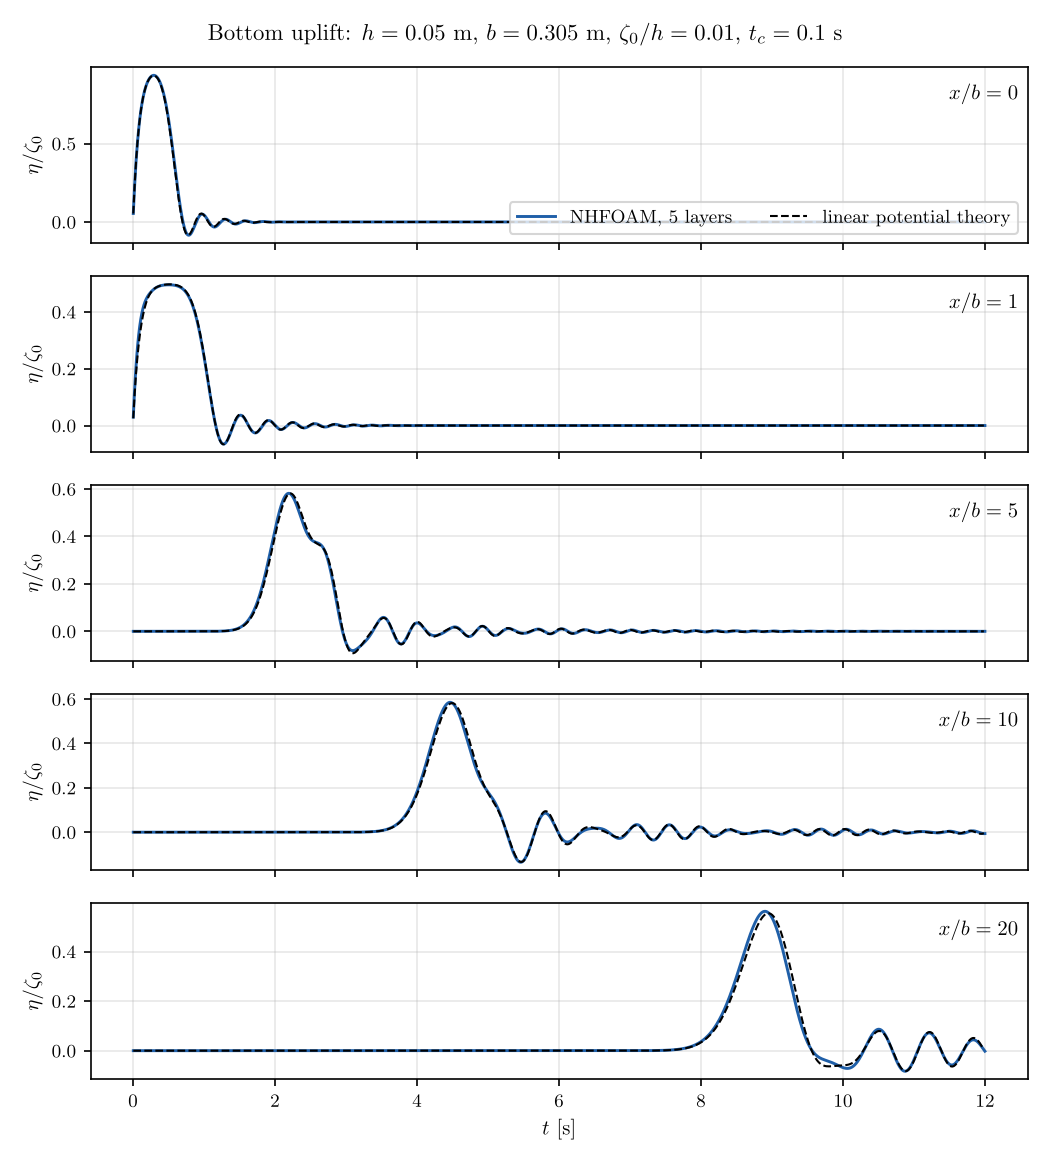 Bottom uplift: h = 0.05 m, b = 0.305 m, ζ₀/h = 0.01, t_c = 0.1 s
x/b = 0
η/ζ₀
0.5
0.0
NHFOAM, 5 layers
linear potential theory
x/b = 1
η/ζ₀
0.4
0.2
0.0
x/b = 5
η/ζ₀
0.6
0.4
0.2
0.0
x/b = 10
η/ζ₀
0.6
0.4
0.2
0.0
x/b = 20
η/ζ₀
0.4
0.2
0.0
0 2 4 6 8 10 12
t [s]